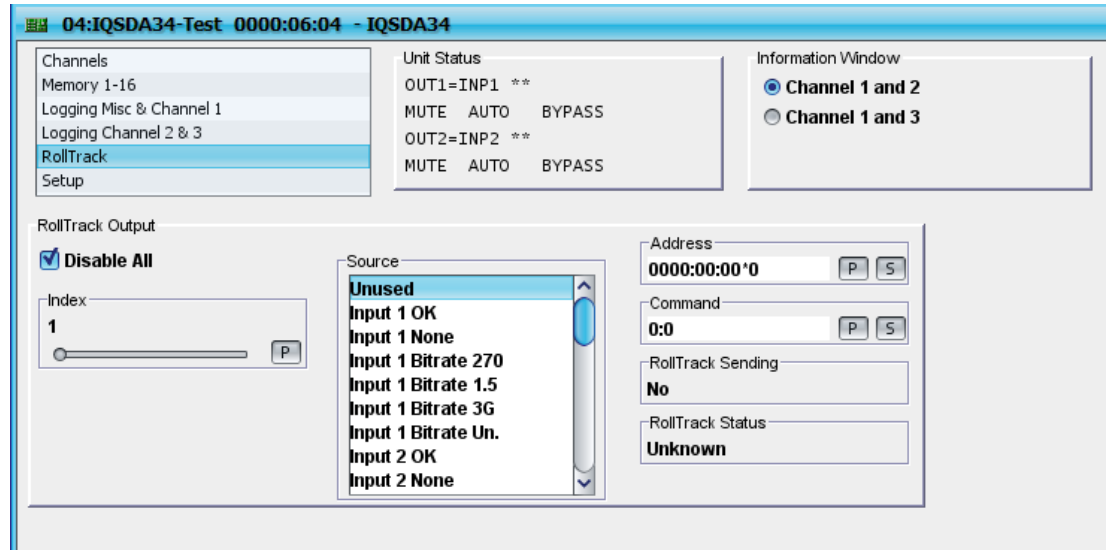 04:IQSDA34-Test 0000:06:04 - IQSDA34
Channels
Memory 1-16
Logging Misc & Channel 1
Logging Channel 2 & 3
RollTrack
Setup
Unit Status
OUT1=INP1 **
MUTE AUTO BYPASS
OUT2=INP2 **
MUTE AUTO BYPASS
Information Window
Channel 1 and 2
Channel 1 and 3
RollTrack Output
Disable All
Index
1
P
Source
Unused
Input 1 OK
Input 1 None
Input 1 Bitrate 270
Input 1 Bitrate 1.5
Input 1 Bitrate 3G
Input 1 Bitrate Un.
Input 2 OK
Input 2 None
Address
0000:00:00*0 P S
Command
0:0 P S
RollTrack Sending
No
RollTrack Status
Unknown